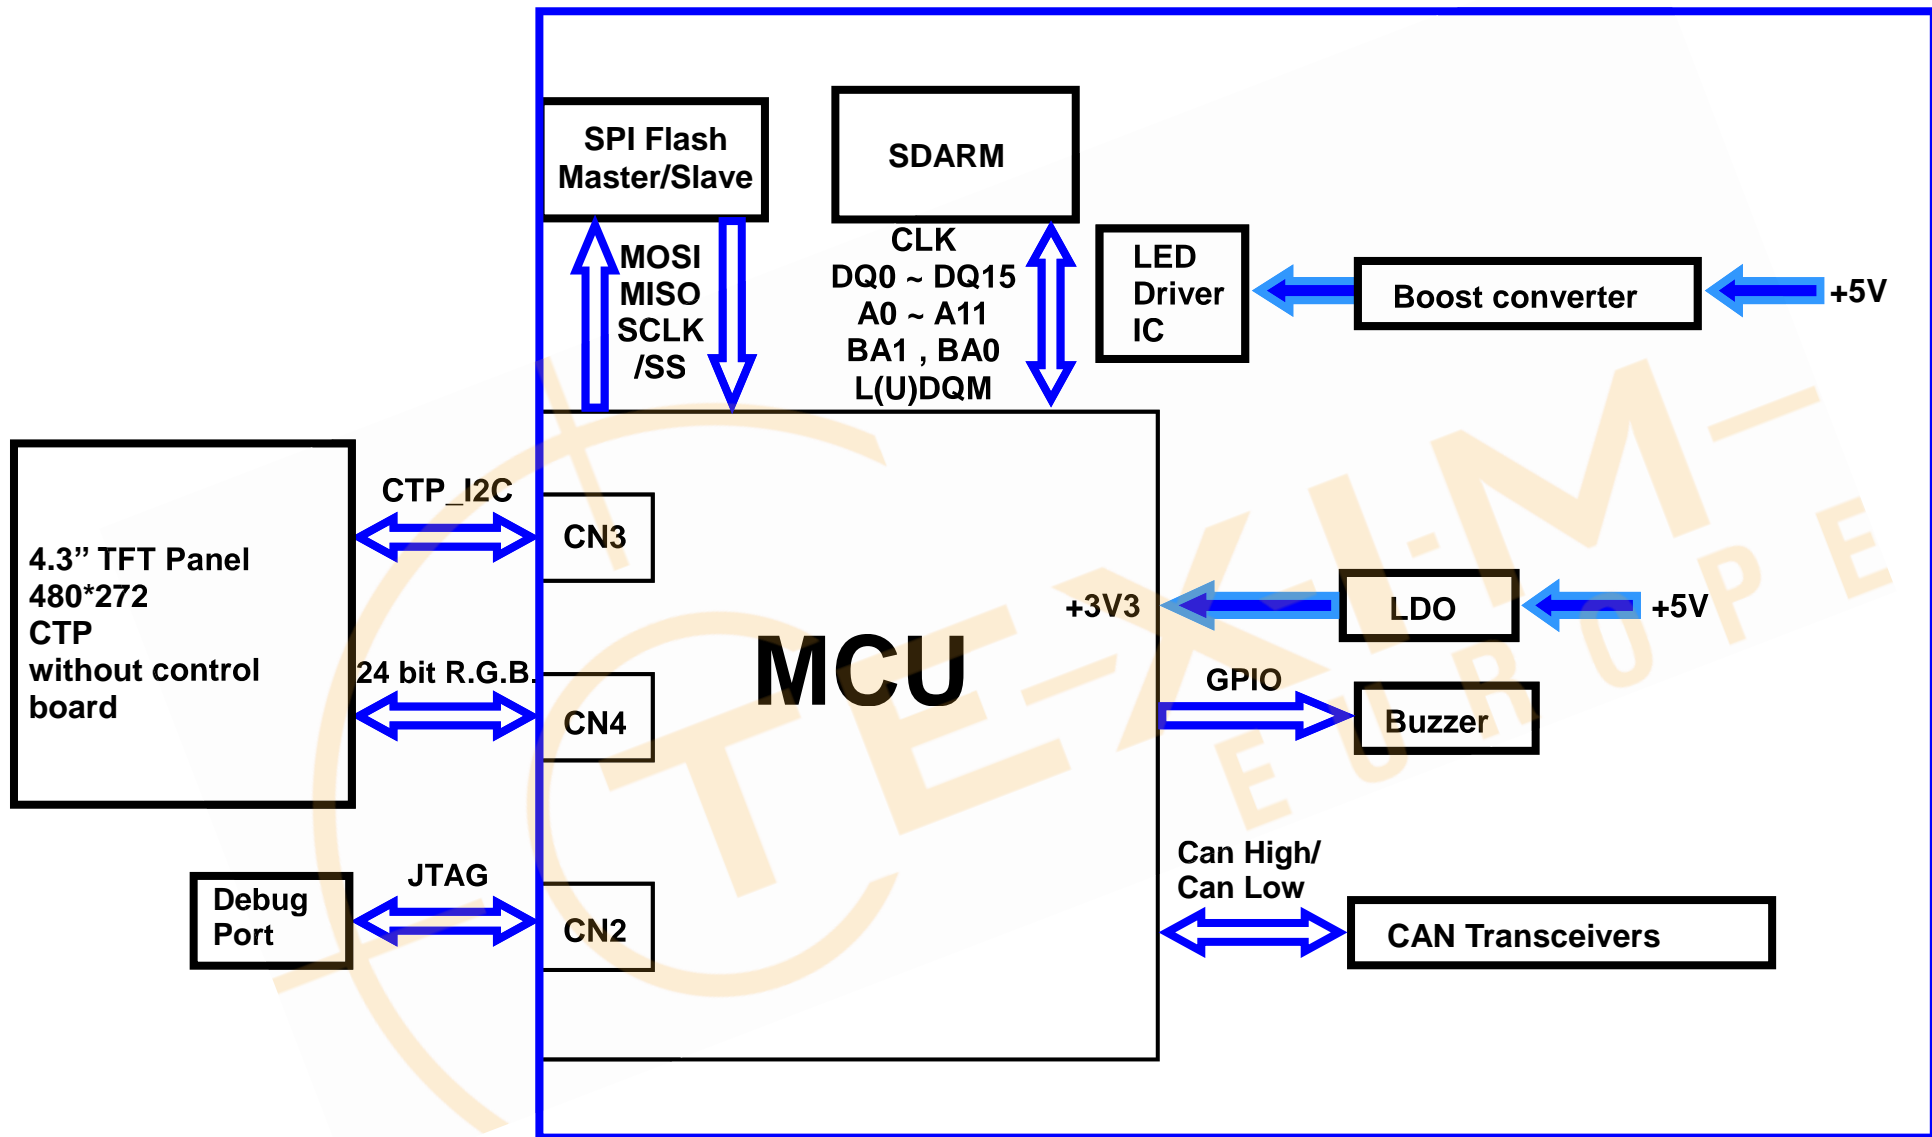 SPI Flash
Master/Slave
SDARM
MOSI
MISO
SCLK
/SS
CLK
DQ0 ~ DQ15
A0 ~ A11
BA1 , BA0
L(U)DQM
LED
Driver
IC
Boost converter
+5V
4.3’’ TFT Panel
480*272
CTP
without control
board
CTP_I2C
CN3
24 bit R.G.B.
CN4
MCU
+3V3
LDO
+5V
GPIO
Buzzer
Debug
Port
JTAG
CN2
Can High/
Can Low
CAN Transceivers
TEXIM
EUROPE